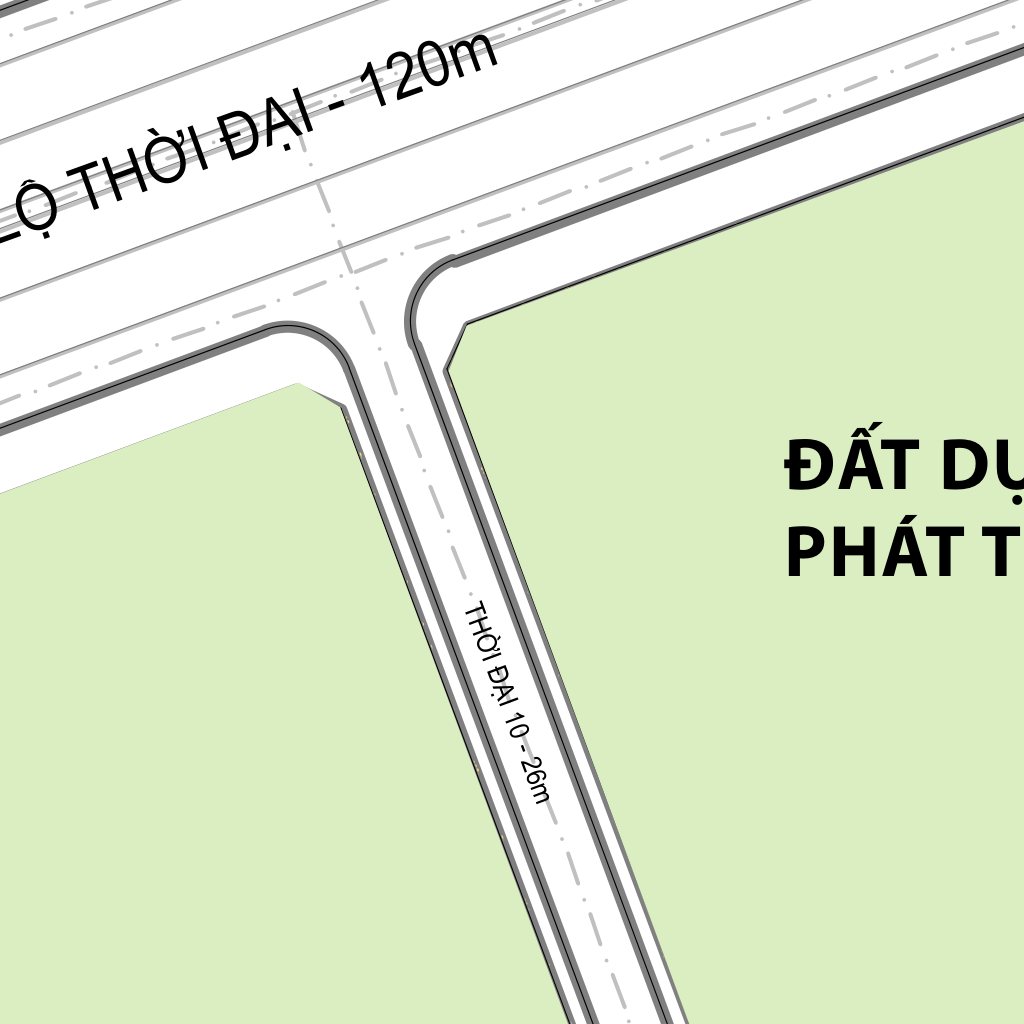 LỘ THỜI ĐẠI - 120m
ĐẤT DỤ
PHÁT T
THỜI ĐẠI 10 - 26m